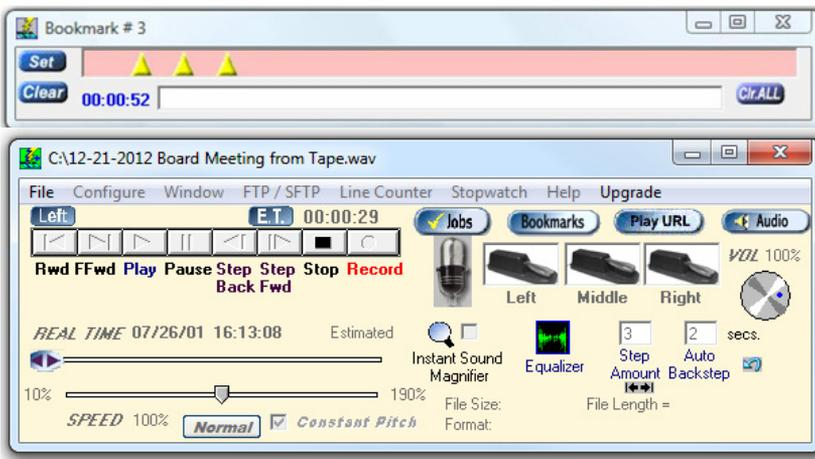 Bookmark # 3
Set
Clear 00:00:52 Clr.ALL
C:\12-21-2012 Board Meeting from Tape.wav
File Configure Window FTP / SFTP Line Counter Stopwatch Help Upgrade
Left E.T. 00:00:29 Jobs Bookmarks Play URL Audio
VOL 100%
Rwd FFwd Play Pause Step Back Step Fwd Stop Record
Left Middle Right
REAL TIME 07/26/01 16:13:08 Estimated
3 2 secs.
Instant Sound Magnifier Equalizer Step Amount Auto Backstep
10% 190%
File Size: File Length =
SPEED 100% Normal Constant Pitch Format: